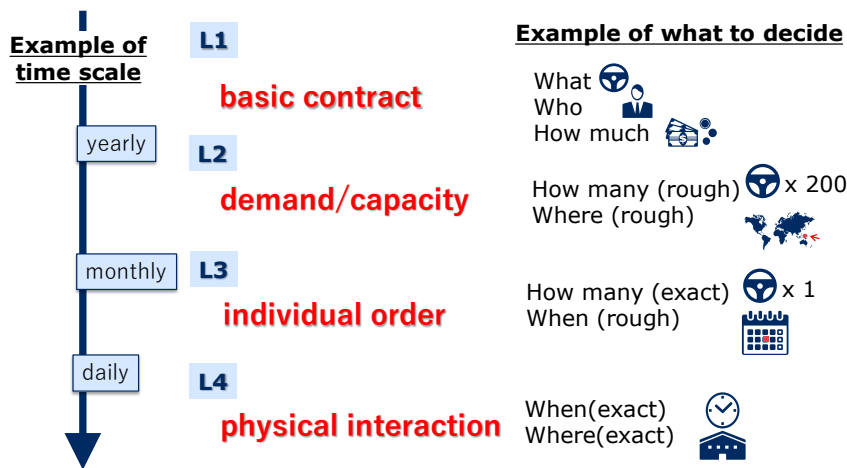 Example of
time scale
L1
Example of what to decide
basic contract
What
Who
How much
yearly
L2
demand/capacity
How many (rough) x 200
Where (rough)
monthly
L3
individual order
How many (exact) x 1
When (rough)
daily
L4
physical interaction
When(exact)
Where(exact)